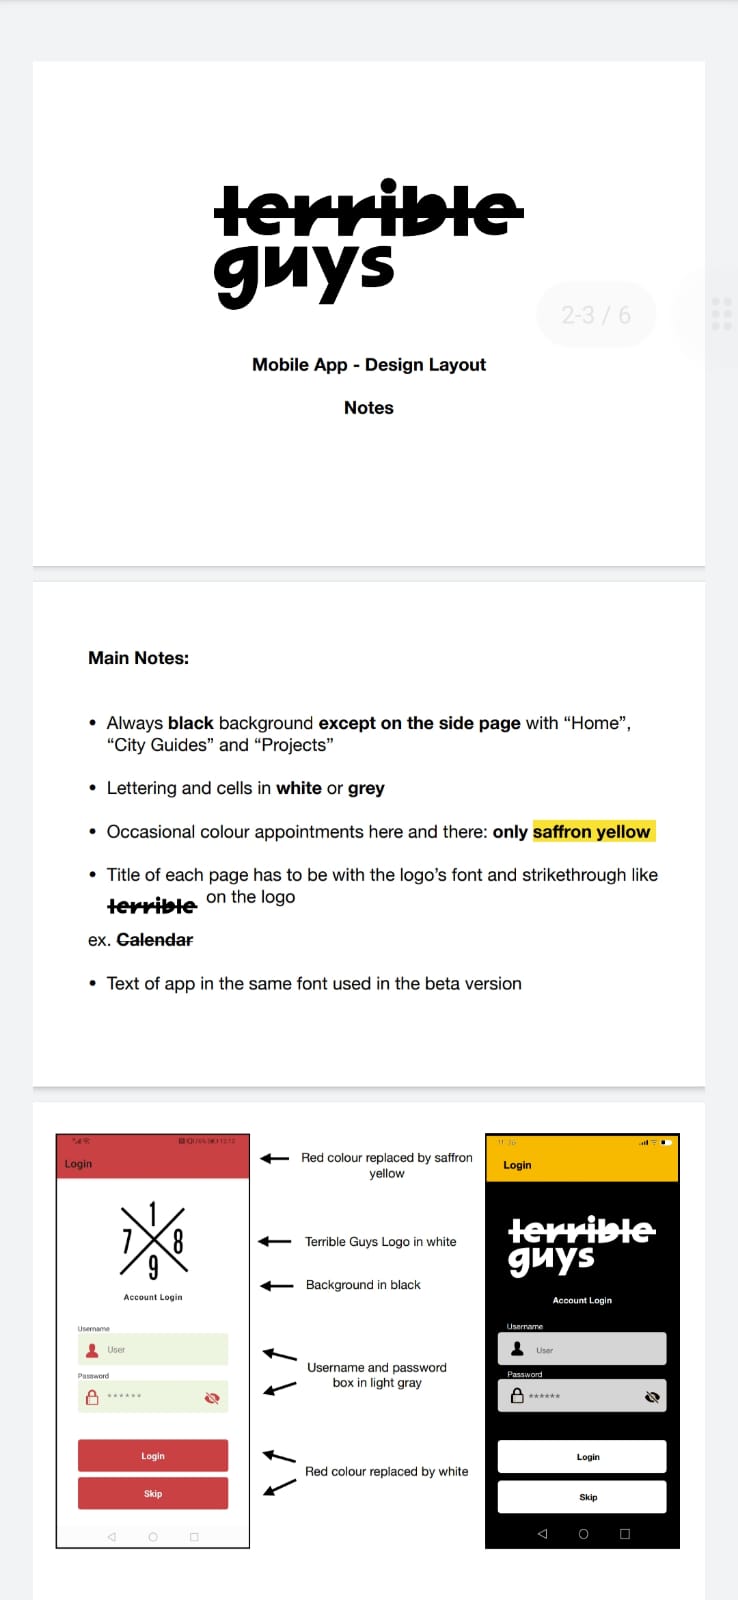 terrible
guys
2-3 / 6
Mobile App - Design Layout
Notes
Main Notes:
• Always black background except on the side page with “Home”,
“City Guides” and “Projects”
• Lettering and cells in white or grey
• Occasional colour appointments here and there: only saffron yellow
• Title of each page has to be with the logo’s font and strikethrough like
terrible on the logo
ex. Calendar
• Text of app in the same font used in the beta version
Login
1
7 8
9
Account Login
Username
User
Password
******
Login
Skip
Red colour replaced by saffron
yellow
Terrible Guys Logo in white
Background in black
Username and password
box in light gray
Red colour replaced by white
Login
terrible
guys
Account Login
Username
User
Password
******
Login
Skip